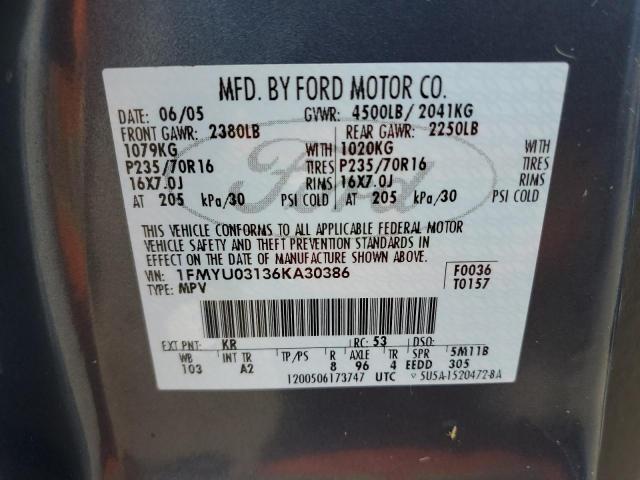 MFD. BY FORD MOTOR CO.
DATE: 06/05 GVWR: 4500LB/ 2041KG
FRONT GAWR: 2380LB REAR GAWR: 2250LB
1079KG WITH 1020KG WITH
P235/70R16 TIRES P235/70R16 TIRES
16X7.0J RIMS 16X7.0J RIMS
AT 205 kPa/30 PSI COLD AT 205 kPa/30 PSI COLD
Ford
THIS VEHICLE CONFORMS TO ALL APPLICABLE FEDERAL MOTOR
VEHICLE SAFETY AND THEFT PREVENTION STANDARDS IN
EFFECT ON THE DATE OF MANUFACTURE SHOWN ABOVE.
VIN: 1FMYU03136KA30386 F0036
TYPE: MPV T0157
EXT PNT: KR RC: 53 DSO:
WB INT TR TP/PS R AXLE TR SPR 5M11B
103 A2 8 96 4 EEDD 305
1200506173747 UTC 5U5A-1520472-BA